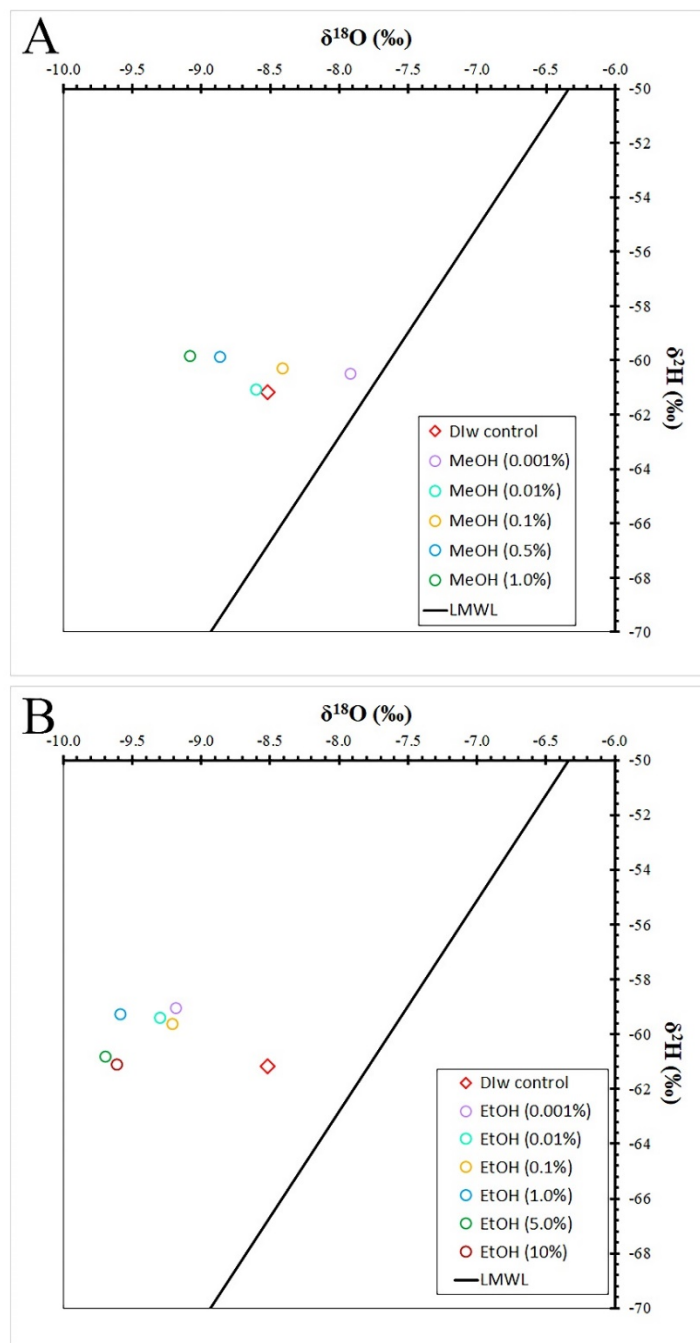 A
δ¹⁸O (‰)
-10.0 -9.5 -9.0 -8.5 -8.0 -7.5 -7.0 -6.5 -6.0
-50
-52
-54
-56
-58
-60
-62
-64
-66
-68
-70
δ²H (‰)
DIw control
MeOH (0.001%)
MeOH (0.01%)
MeOH (0.1%)
MeOH (0.5%)
MeOH (1.0%)
LMWL
B
δ¹⁸O (‰)
-10.0 -9.5 -9.0 -8.5 -8.0 -7.5 -7.0 -6.5 -6.0
-50
-52
-54
-56
-58
-60
-62
-64
-66
-68
-70
δ²H (‰)
DIw control
EtOH (0.001%)
EtOH (0.01%)
EtOH (0.1%)
EtOH (1.0%)
EtOH (5.0%)
EtOH (10%)
LMWL